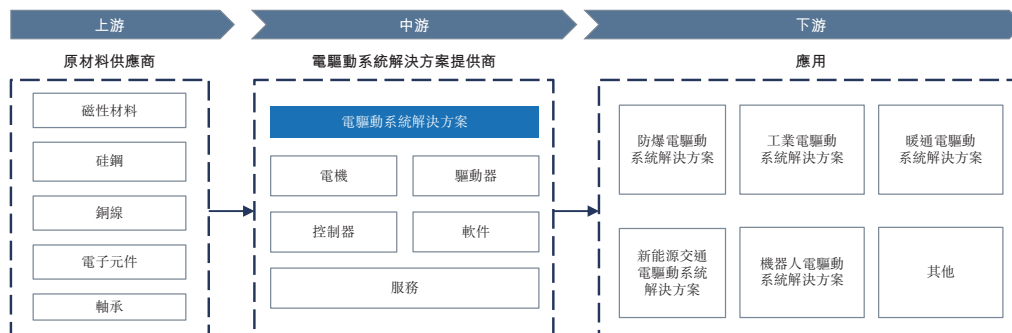 上游
中游
下游
原材料供應商
電驅動系統解決方案提供商
應用
磁性材料
硅鋼
銅線
電子元件
軸承
電驅動系統解決方案
電機
驅動器
控制器
軟件
服務
防爆電驅動
系統解決方案
工業電驅動
系統解決方案
暖通電驅動
系統解決方案
新能源交通
電驅動系統
解決方案
機器人電驅動
系統解決方案
其他